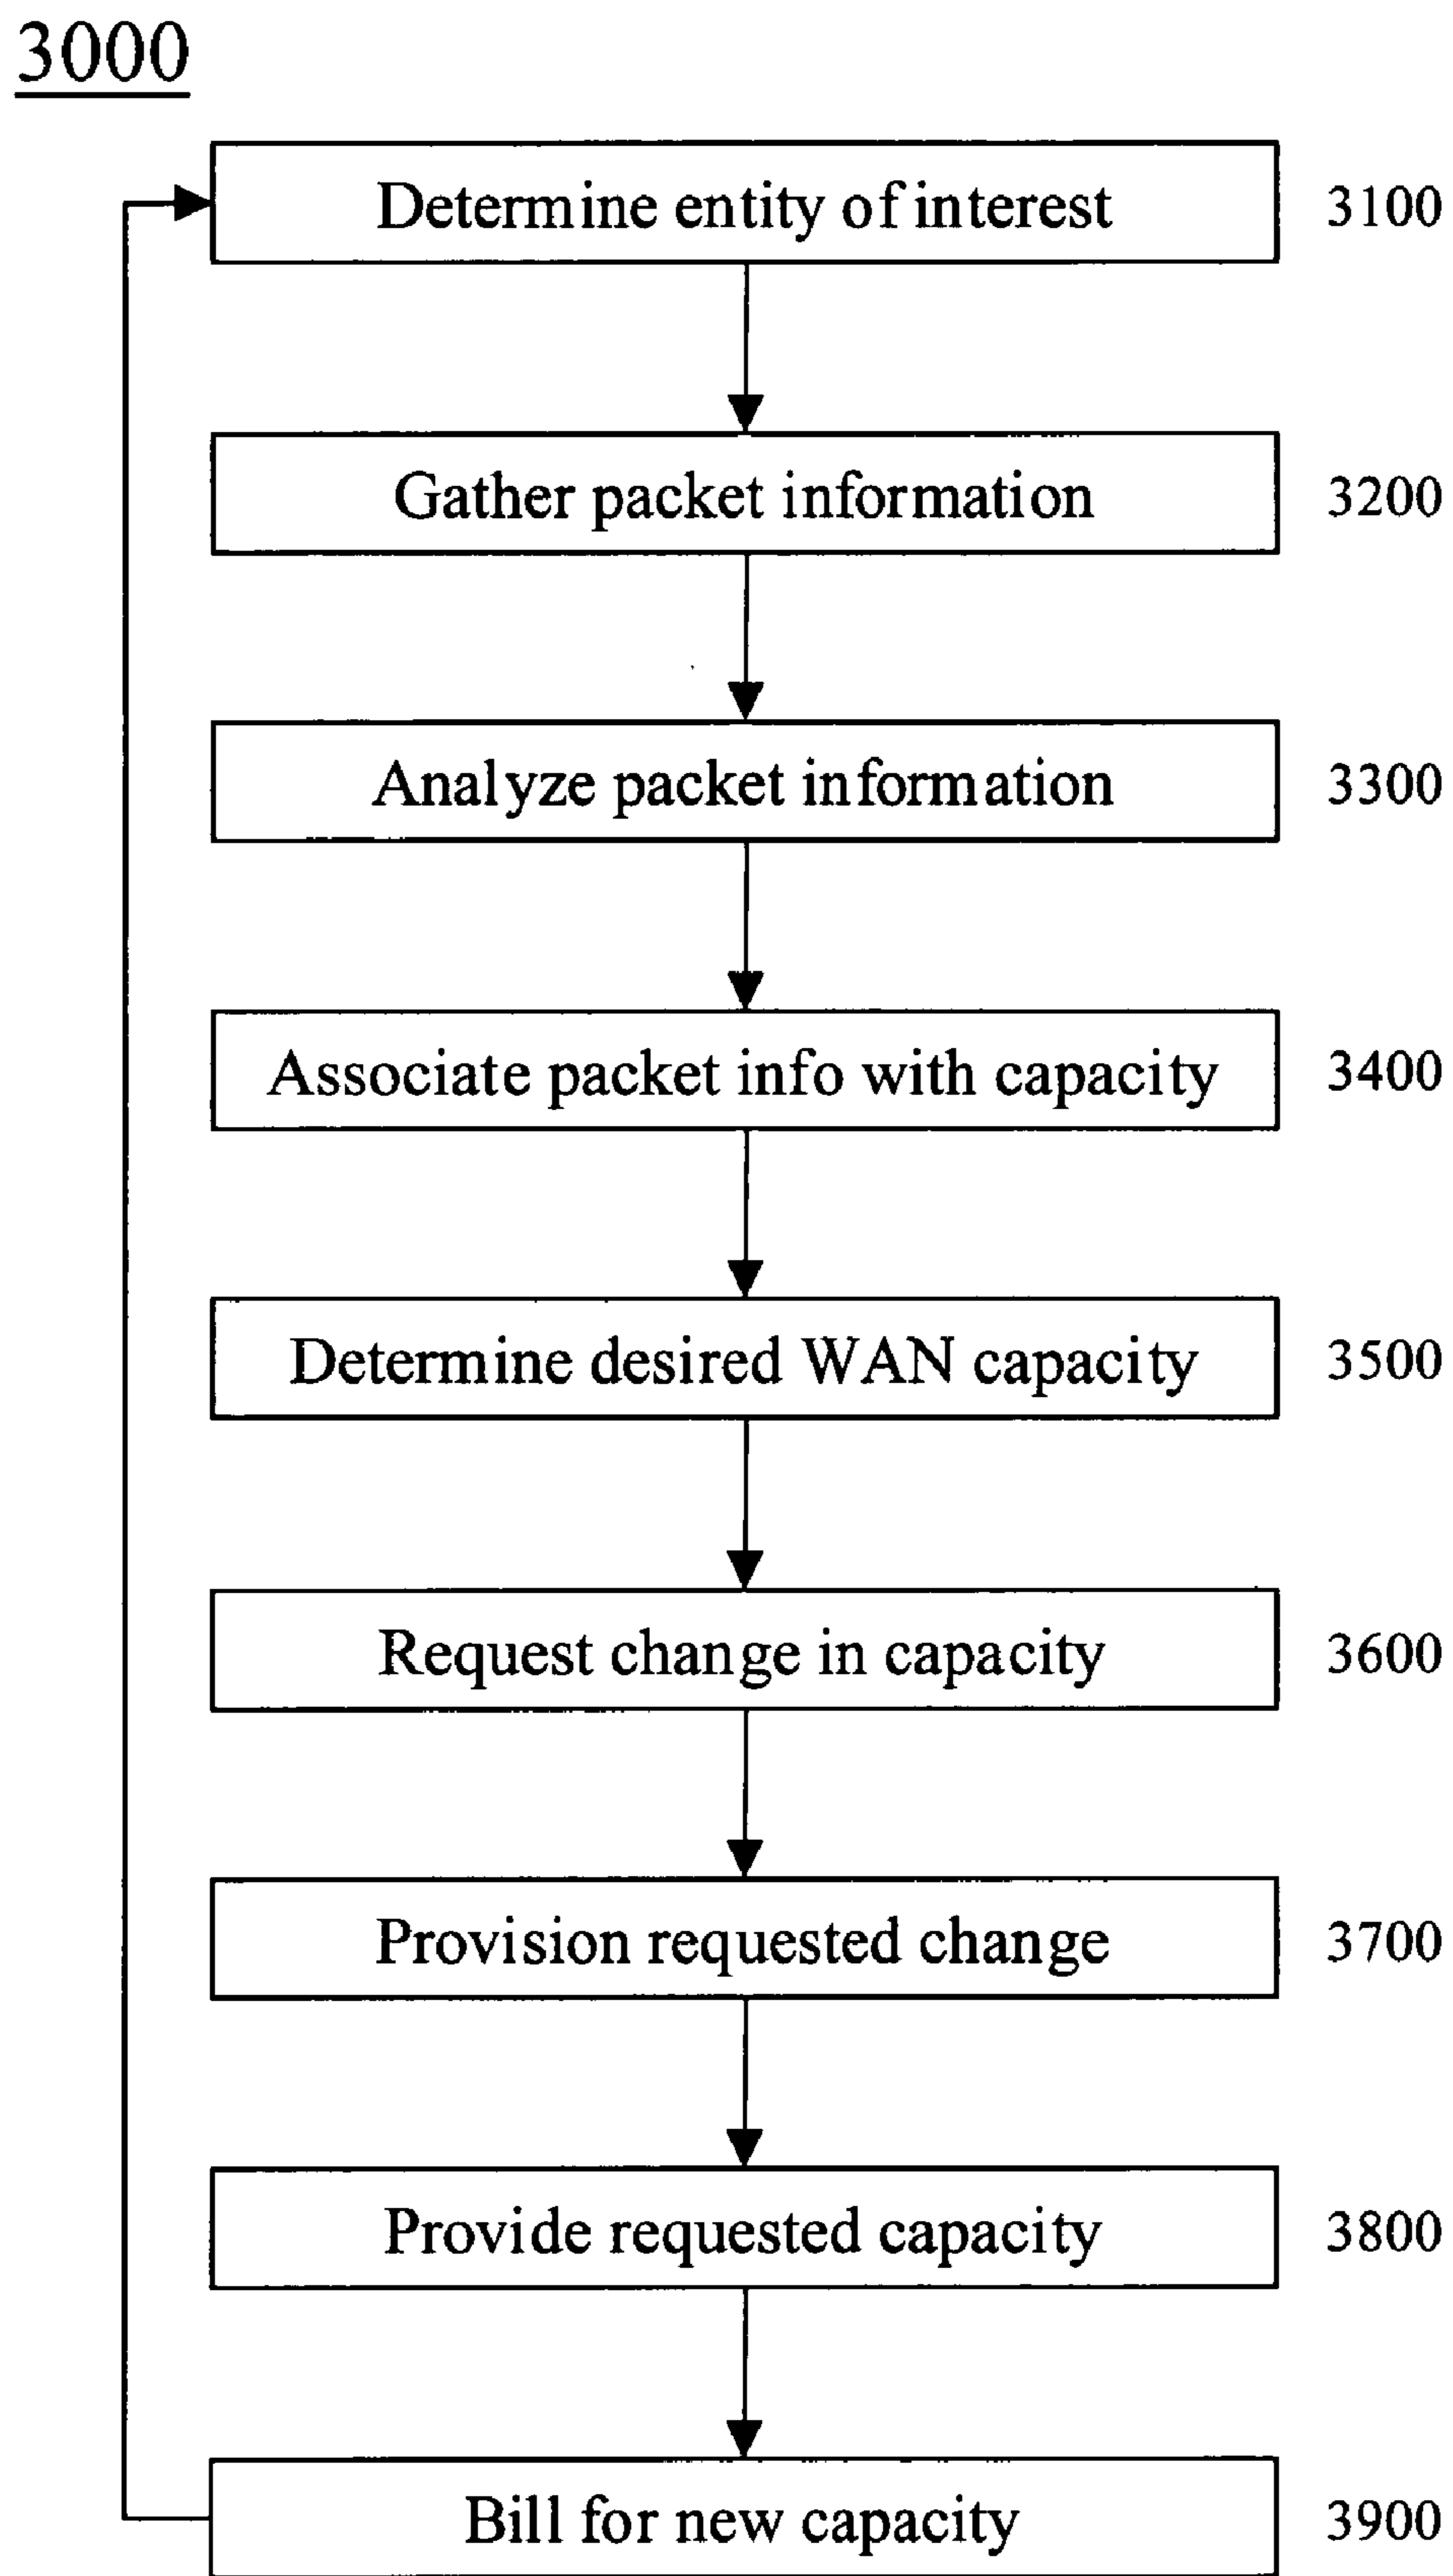 3000
Determine entity of interest 3100
Gather packet information 3200
Analyze packet information 3300
Associate packet info with capacity 3400
Determine desired WAN capacity 3500
Request change in capacity 3600
Provision requested change 3700
Provide requested capacity 3800
Bill for new capacity 3900